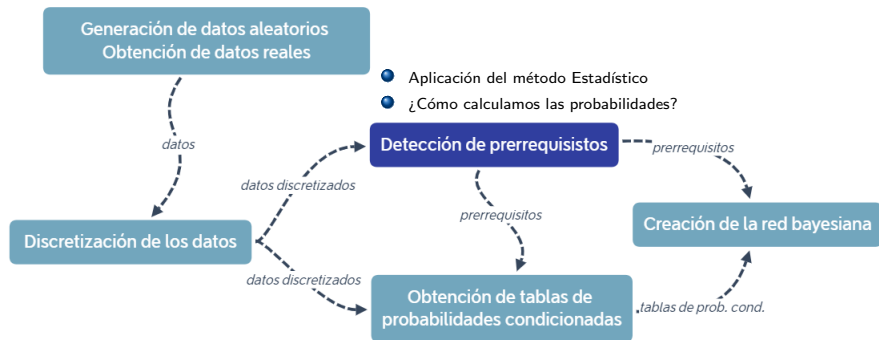 Generación de datos aleatorios
Obtención de datos reales
Aplicación del método Estadístico
¿Cómo calculamos las probabilidades?
datos
Detección de prerrequisistos
prerrequisitos
datos discretizados
prerrequisitos
Discretización de los datos
Creación de la red bayesiana
datos discretizados
Obtención de tablas de
probabilidades condicionadas
tablas de prob. cond.